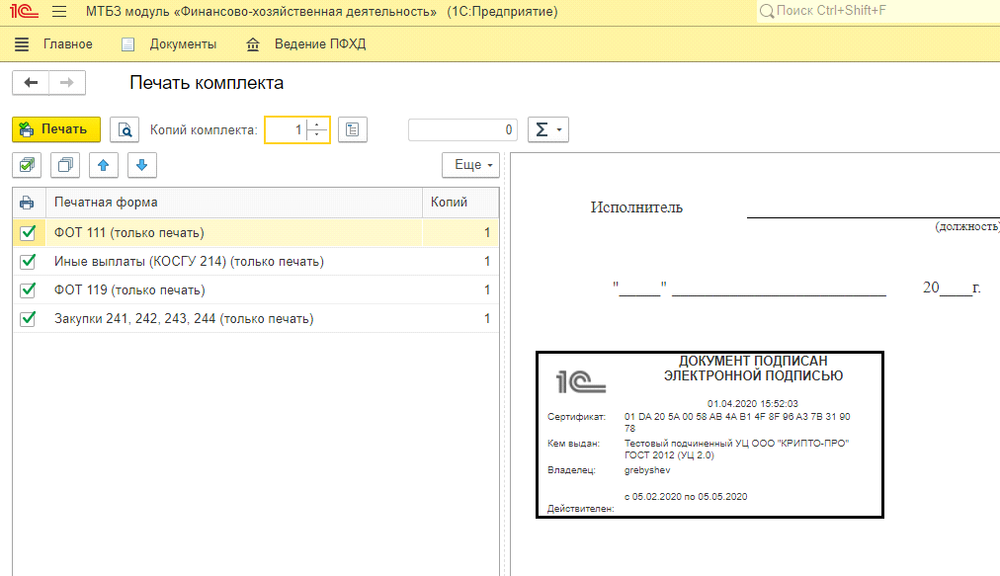 1С МТБЗ модуль «Финансово-хозяйственная деятельность» (1С:Предприятие) Поиск Ctrl+Shift+F
Главное Документы Ведение ПФХД
Печать комплекта
Печать Копий комплекта: 1 0 Σ
Еще
Печатная форма Копий
ФОТ 111 (только печать) 1
Иные выплаты (КОСГУ 214) (только печать) 1
ФОТ 119 (только печать) 1
Закупки 241, 242, 243, 244 (только печать) 1
Исполнитель
(должность)
"_____" _________________________ 20____г.
1С
ДОКУМЕНТ ПОДПИСАН
ЭЛЕКТРОННОЙ ПОДПИСЬЮ
01.04.2020 15:52:03
Сертификат: 01 DA 20 5A 00 58 AB 4A B1 4F 8F 96 A3 7B 31 90
78
Кем выдан: Тестовый подчиненный УЦ ООО "КРИПТО-ПРО"
ГОСТ 2012 (УЦ 2.0)
Владелец: grebyshev
с 05.02.2020 по 05.05.2020
Действителен: